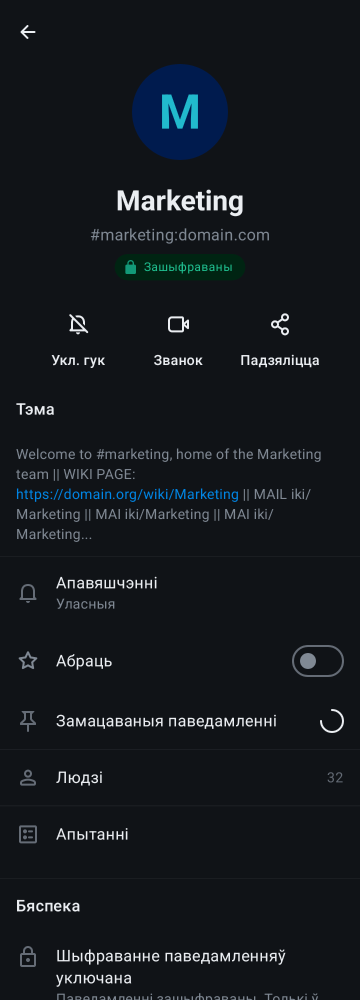 M
Marketing
#marketing:domain.com
Зашыфраваны
Укл. гук
Званок
Падзяліцца
Тэма
Welcome to #marketing, home of the Marketing
team || WIKI PAGE:
https://domain.org/wiki/Marketing || MAIL iki/
Marketing || MAI iki/Marketing || MAI iki/
Marketing...
Апавяшчэнні
Уласныя
Абраць
Замацаваныя паведамленні
Людзі
32
Апытанні
Бяспека
Шыфраванне паведамленняў
уключана
Паведамленні зашыфраваны. Толькі ў